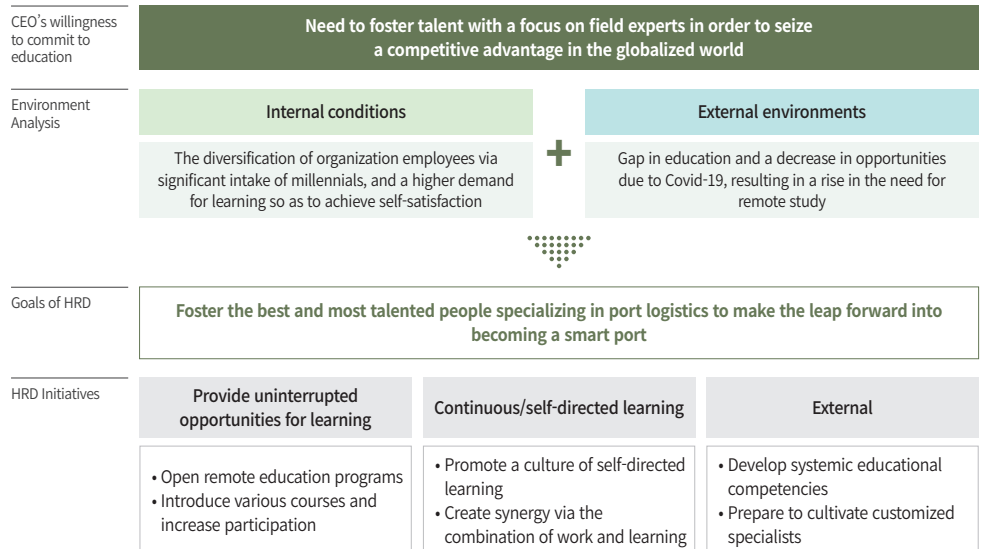 CEO's willingness
to commit to
education
Need to foster talent with a focus on field experts in order to seize
a competitive advantage in the globalized world
Environment
Analysis
Internal conditions
The diversification of organization employees via
significant intake of millennials, and a higher demand
for learning so as to achieve self-satisfaction
+
External environments
Gap in education and a decrease in opportunities
due to Covid-19, resulting in a rise in the need for
remote study
Goals of HRD
Foster the best and most talented people specializing in port logistics to make the leap forward into
becoming a smart port
HRD Initiatives
Provide uninterrupted
opportunities for learning
• Open remote education programs
• Introduce various courses and
increase participation
Continuous/self-directed learning
• Promote a culture of self-directed
learning
• Create synergy via the
combination of work and learning
External
• Develop systemic educational
competencies
• Prepare to cultivate customized
specialists